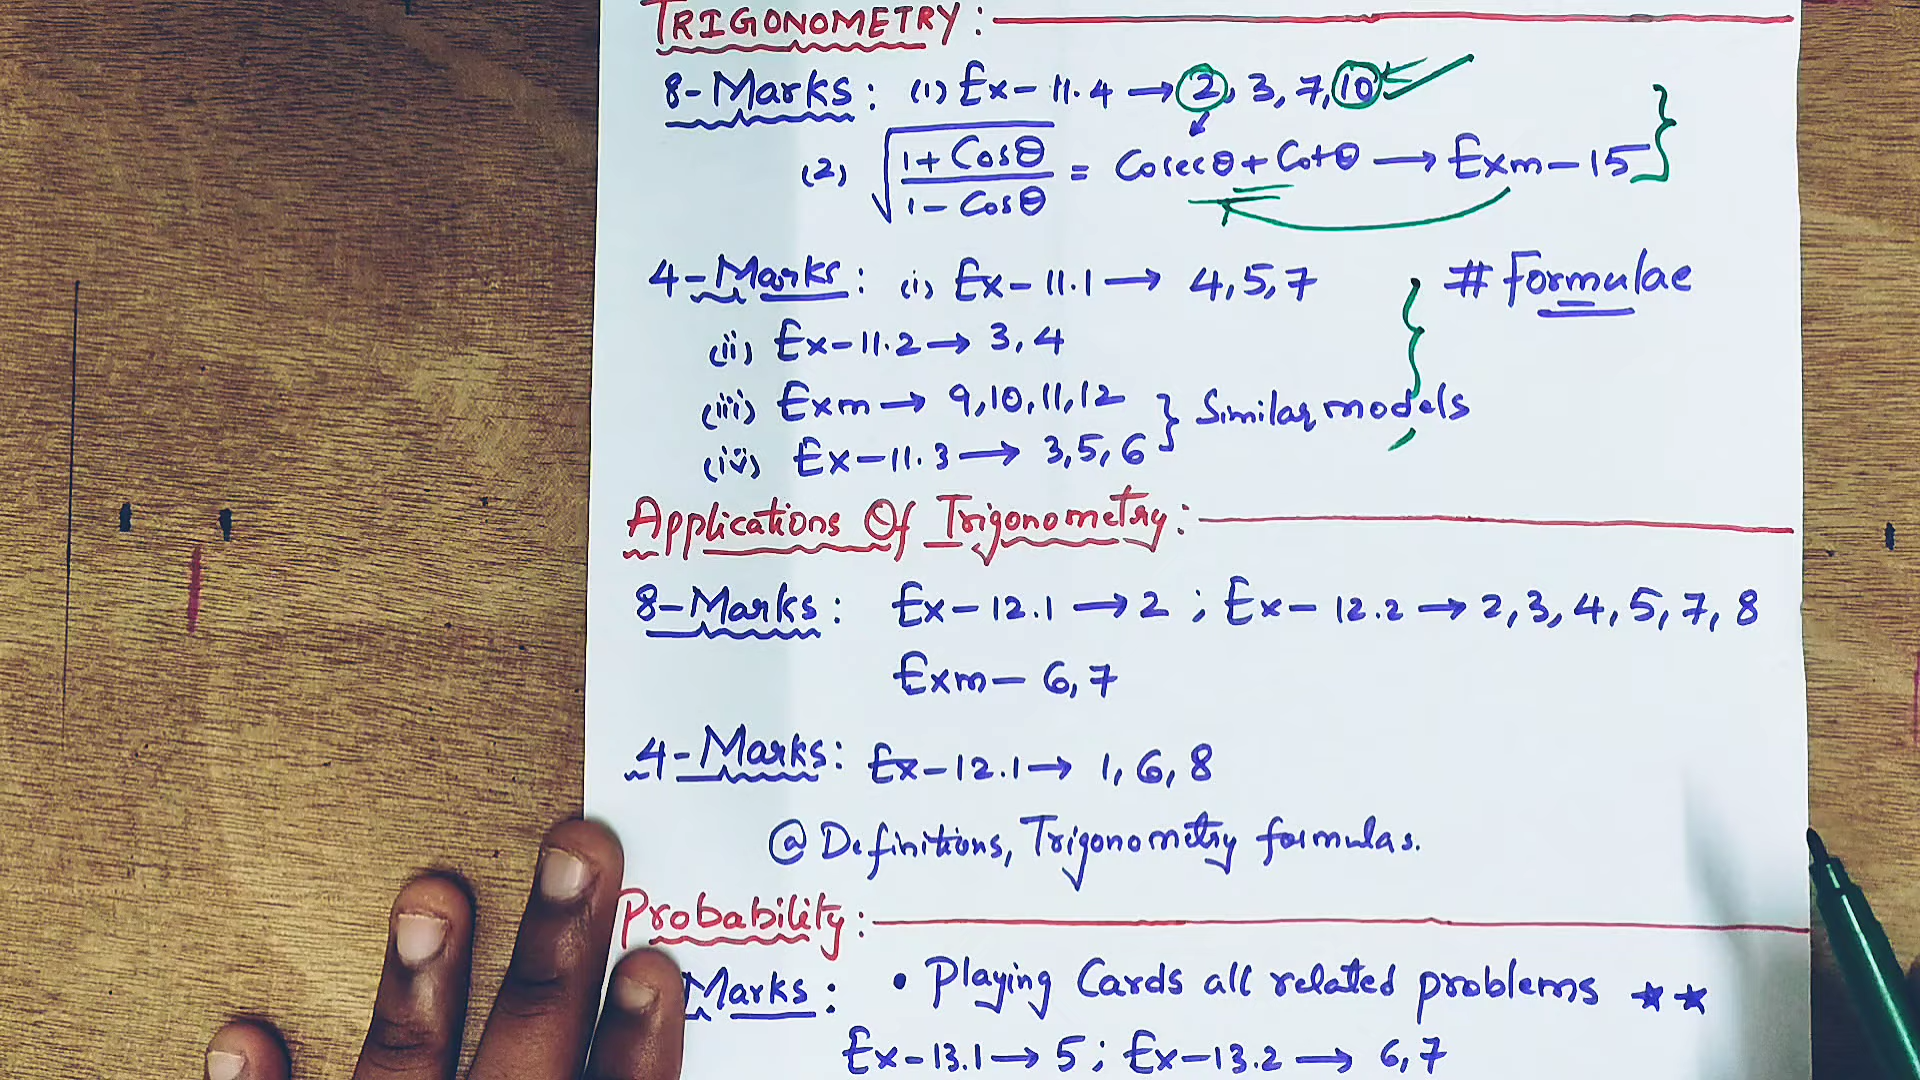 TRIGONOMETRY:
8-Marks: (1) Ex-11.4 → 2, 3, 7, 10
(2) √(1+Cosθ / 1-Cosθ) = Cosecθ + Cotθ → Exm-15
4-Marks: (i) Ex-11.1 → 4,5,7 # formulae
(ii) Ex-11.2 → 3,4
(iii) Exm → 9,10,11,12 } Similar models
(iv) Ex-11.3 → 3,5,6
Applications Of Trigonometry:
8-Marks: Ex-12.1 → 2 ; Ex-12.2 → 2,3,4,5,7,8
Exm- 6,7
4-Marks: Ex-12.1 → 1,6,8
@ Definitions, Trigonometry formulas.
Probability:
Marks: • Playing Cards all related problems ★★
Ex-13.1 → 5; Ex-13.2 → 6,7